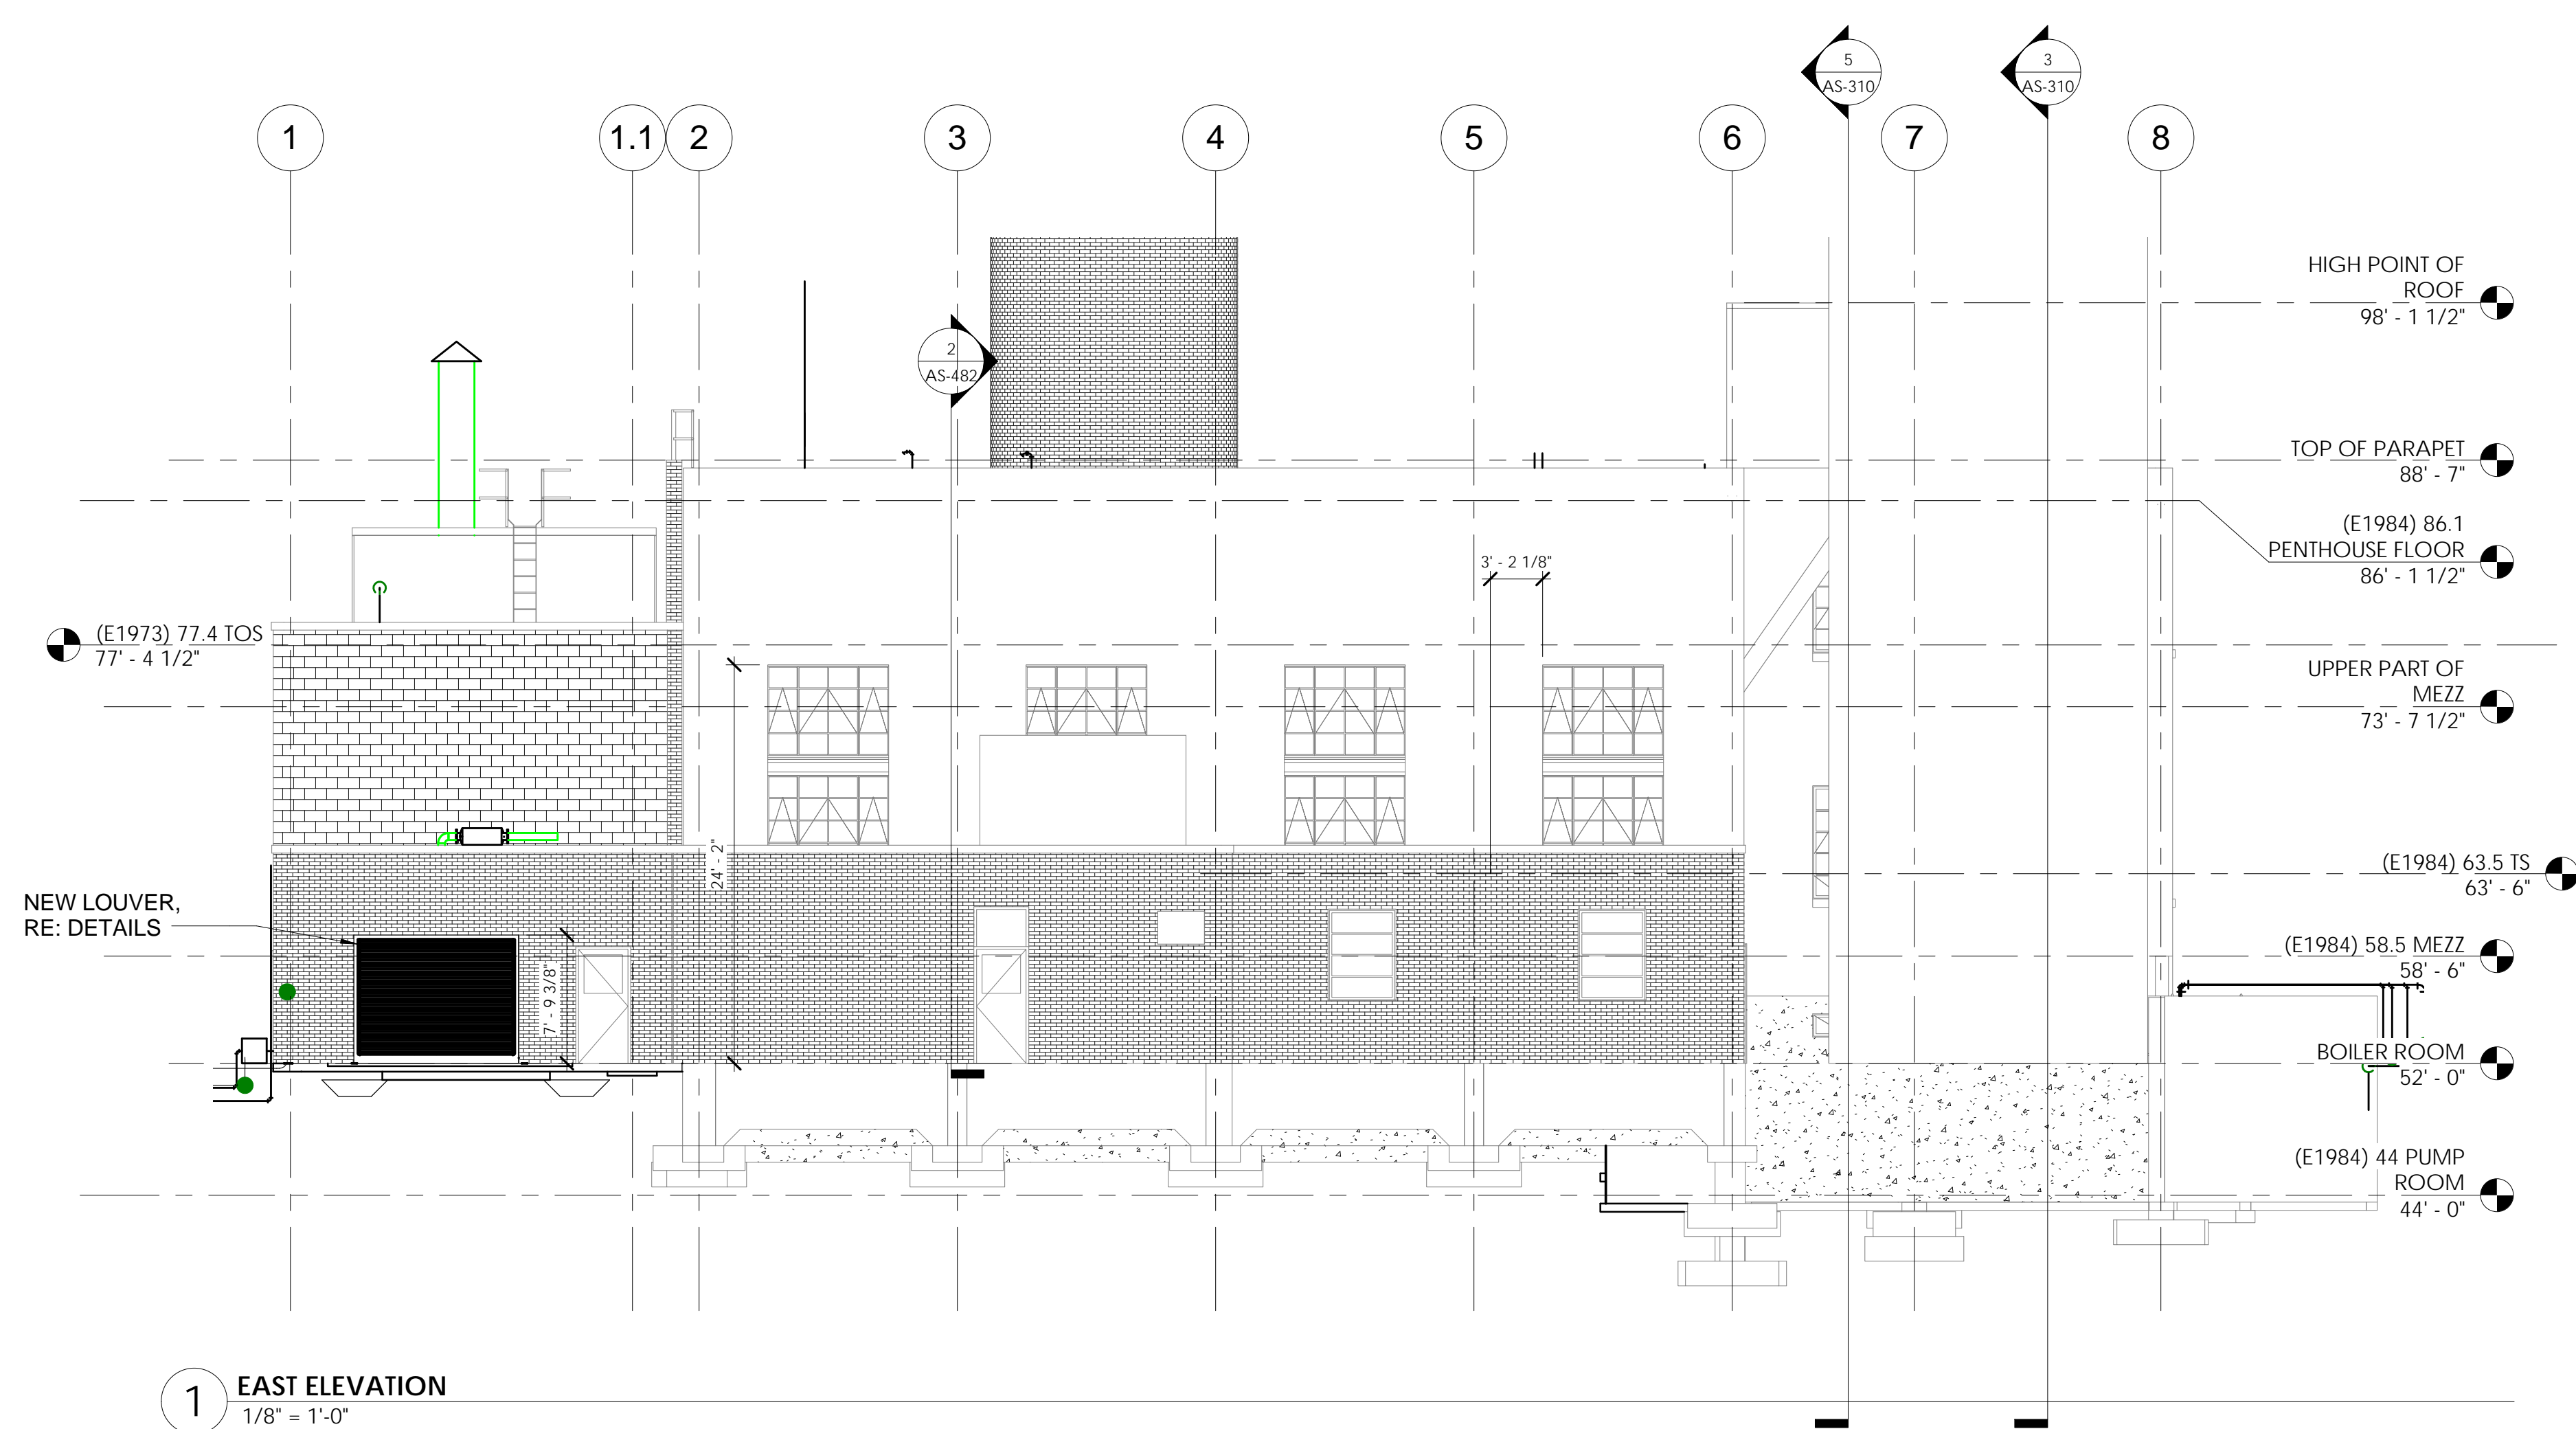 5
AS-310
3
AS-310
1
1.1
2
3
4
5
6
7
8
HIGH POINT OF
ROOF
98' - 1 1/2"
2
AS-482
TOP OF PARAPET
88' - 7"
(E1984) 86.1
PENTHOUSE FLOOR
86' - 1 1/2"
3' - 2 1/8"
(E1973) 77.4 TOS
77' - 4 1/2"
UPPER PART OF
MEZZ
73' - 7 1/2"
24' - 2"
(E1984) 63.5 TS
63' - 6"
NEW LOUVER,
RE: DETAILS
7' - 9 3/8"
(E1984) 58.5 MEZZ
58' - 6"
BOILER ROOM
52' - 0"
(E1984) 44 PUMP
ROOM
44' - 0"
1
EAST ELEVATION
1/8" = 1'-0"